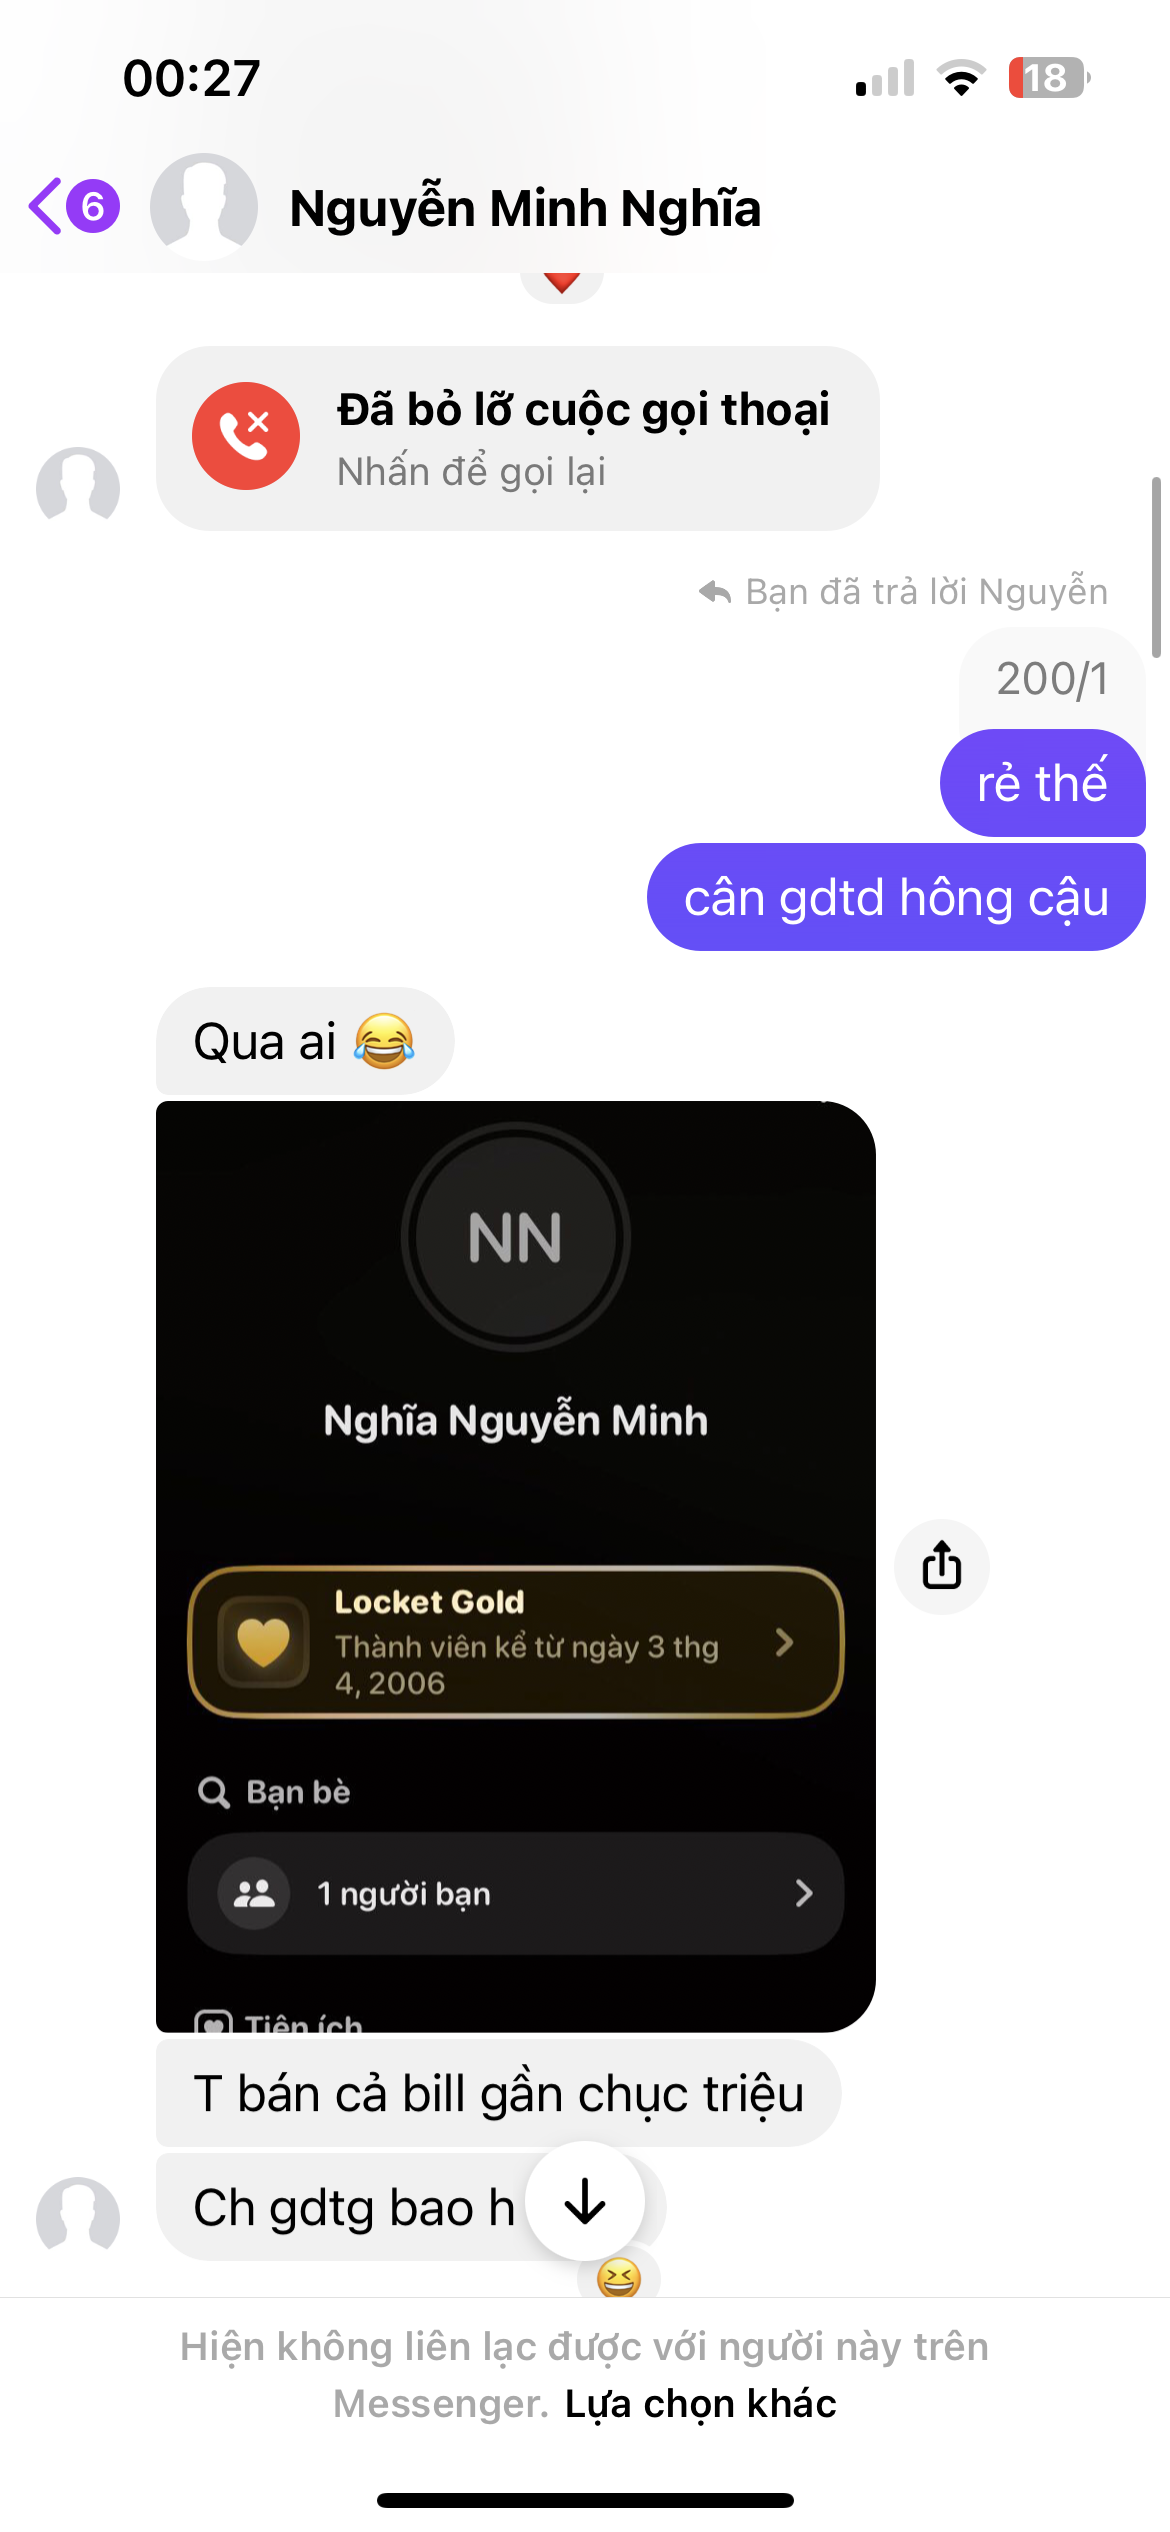 00:27
18
6
Nguyễn Minh Nghĩa
Đã bỏ lỡ cuộc gọi thoại
Nhấn để gọi lại
Bạn đã trả lời Nguyễn
200/1
rẻ thế
cân gdtd hông cậu
Qua ai 😂
NN
Nghĩa Nguyễn Minh
Locket Gold
Thành viên kể từ ngày 3 thg
4, 2006
Bạn bè
1 người bạn
Tiện ích
T bán cả bill gần chục triệu
Ch gdtg bao h
Hiện không liên lạc được với người này trên
Messenger. Lựa chọn khác